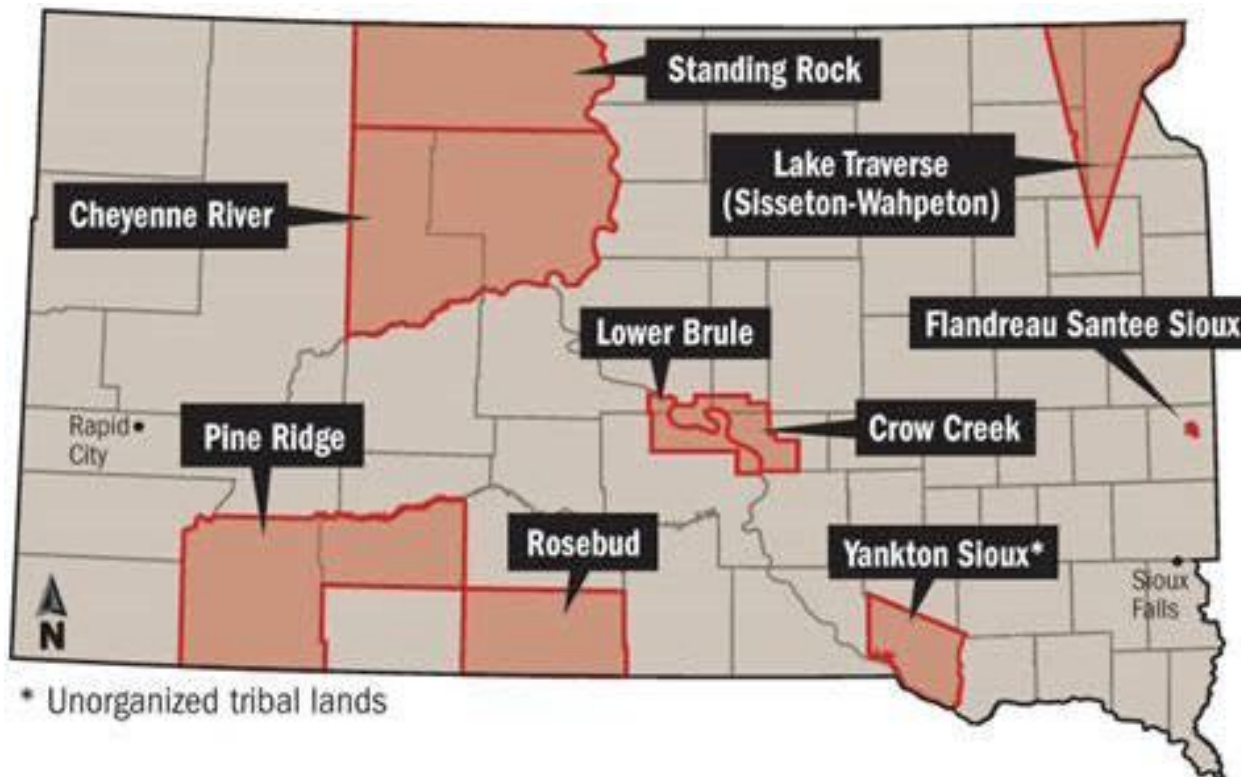 Standing Rock
Lake Traverse
(Sisseton-Wahpeton)
Cheyenne River
Lower Brule
Flandreau Santee Sioux
Rapid
City
Pine Ridge
Crow Creek
Rosebud
Yankton Sioux*
Sioux
Falls
N
* Unorganized tribal lands